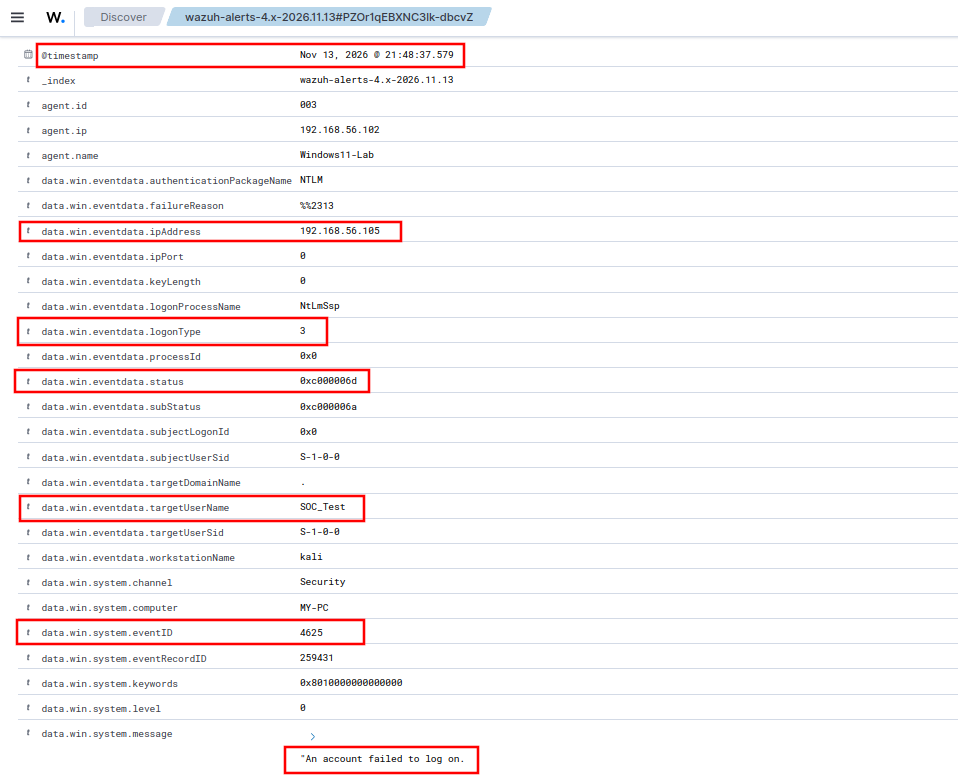 W. Discover wazuh-alerts-4.x-2026.11.13#PZOr1qEBXNC3Ik-dbcvZ
@timestamp Nov 13, 2026 @ 21:48:37.579
t _index wazuh-alerts-4.x-2026.11.13
t agent.id 003
t agent.ip 192.168.56.102
t agent.name Windows11-Lab
t data.win.eventdata.authenticationPackageName NTLM
t data.win.eventdata.failureReason %%2313
t data.win.eventdata.ipAddress 192.168.56.105
t data.win.eventdata.ipPort 0
t data.win.eventdata.keyLength 0
t data.win.eventdata.logonProcessName NtLmSsp
t data.win.eventdata.logonType 3
t data.win.eventdata.processId 0x0
t data.win.eventdata.status 0xc000006d
t data.win.eventdata.subStatus 0xc000006a
t data.win.eventdata.subjectLogonId 0x0
t data.win.eventdata.subjectUserSid S-1-0-0
t data.win.eventdata.targetDomainName .
t data.win.eventdata.targetUserName SOC_Test
t data.win.eventdata.targetUserSid S-1-0-0
t data.win.eventdata.workstationName kali
t data.win.system.channel Security
t data.win.system.computer MY-PC
t data.win.system.eventID 4625
t data.win.system.eventRecordID 259431
t data.win.system.keywords 0x8010000000000000
t data.win.system.level 0
t data.win.system.message
"An account failed to log on.